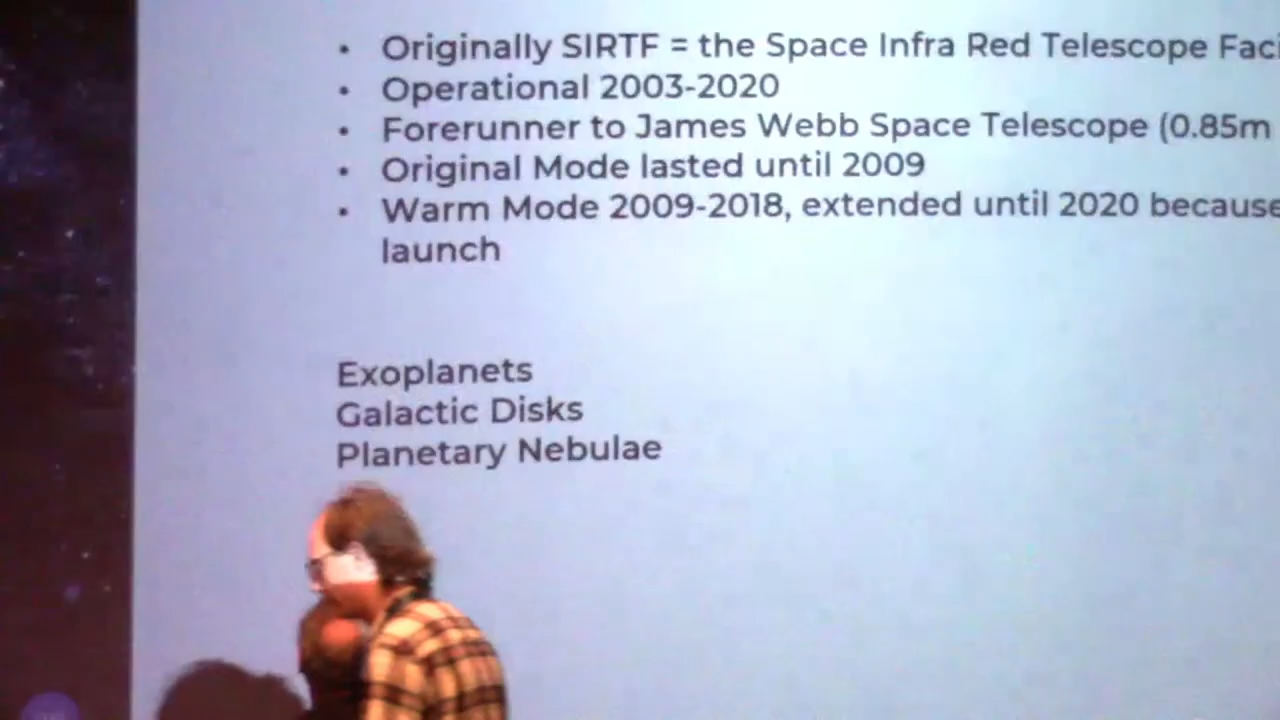 • Originally SIRTF = the Space Infra Red Telescope Faci
• Operational 2003-2020
• Forerunner to James Webb Space Telescope (0.85m
• Original Mode lasted until 2009
• Warm Mode 2009-2018, extended until 2020 because
launch
Exoplanets
Galactic Disks
Planetary Nebulae